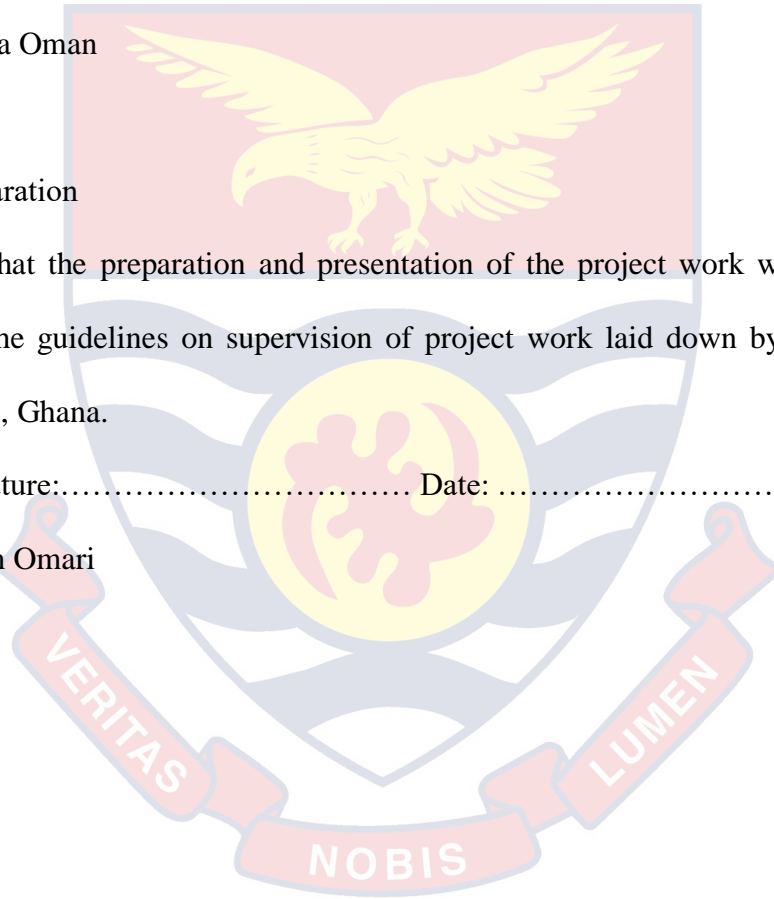 a Oman
aration
hat the preparation and presentation of the project work w
he guidelines on supervision of project work laid down by
, Ghana.
ture:…………………………… Date: ………………………
n Omari
VERITAS
NOBIS
LUMEN